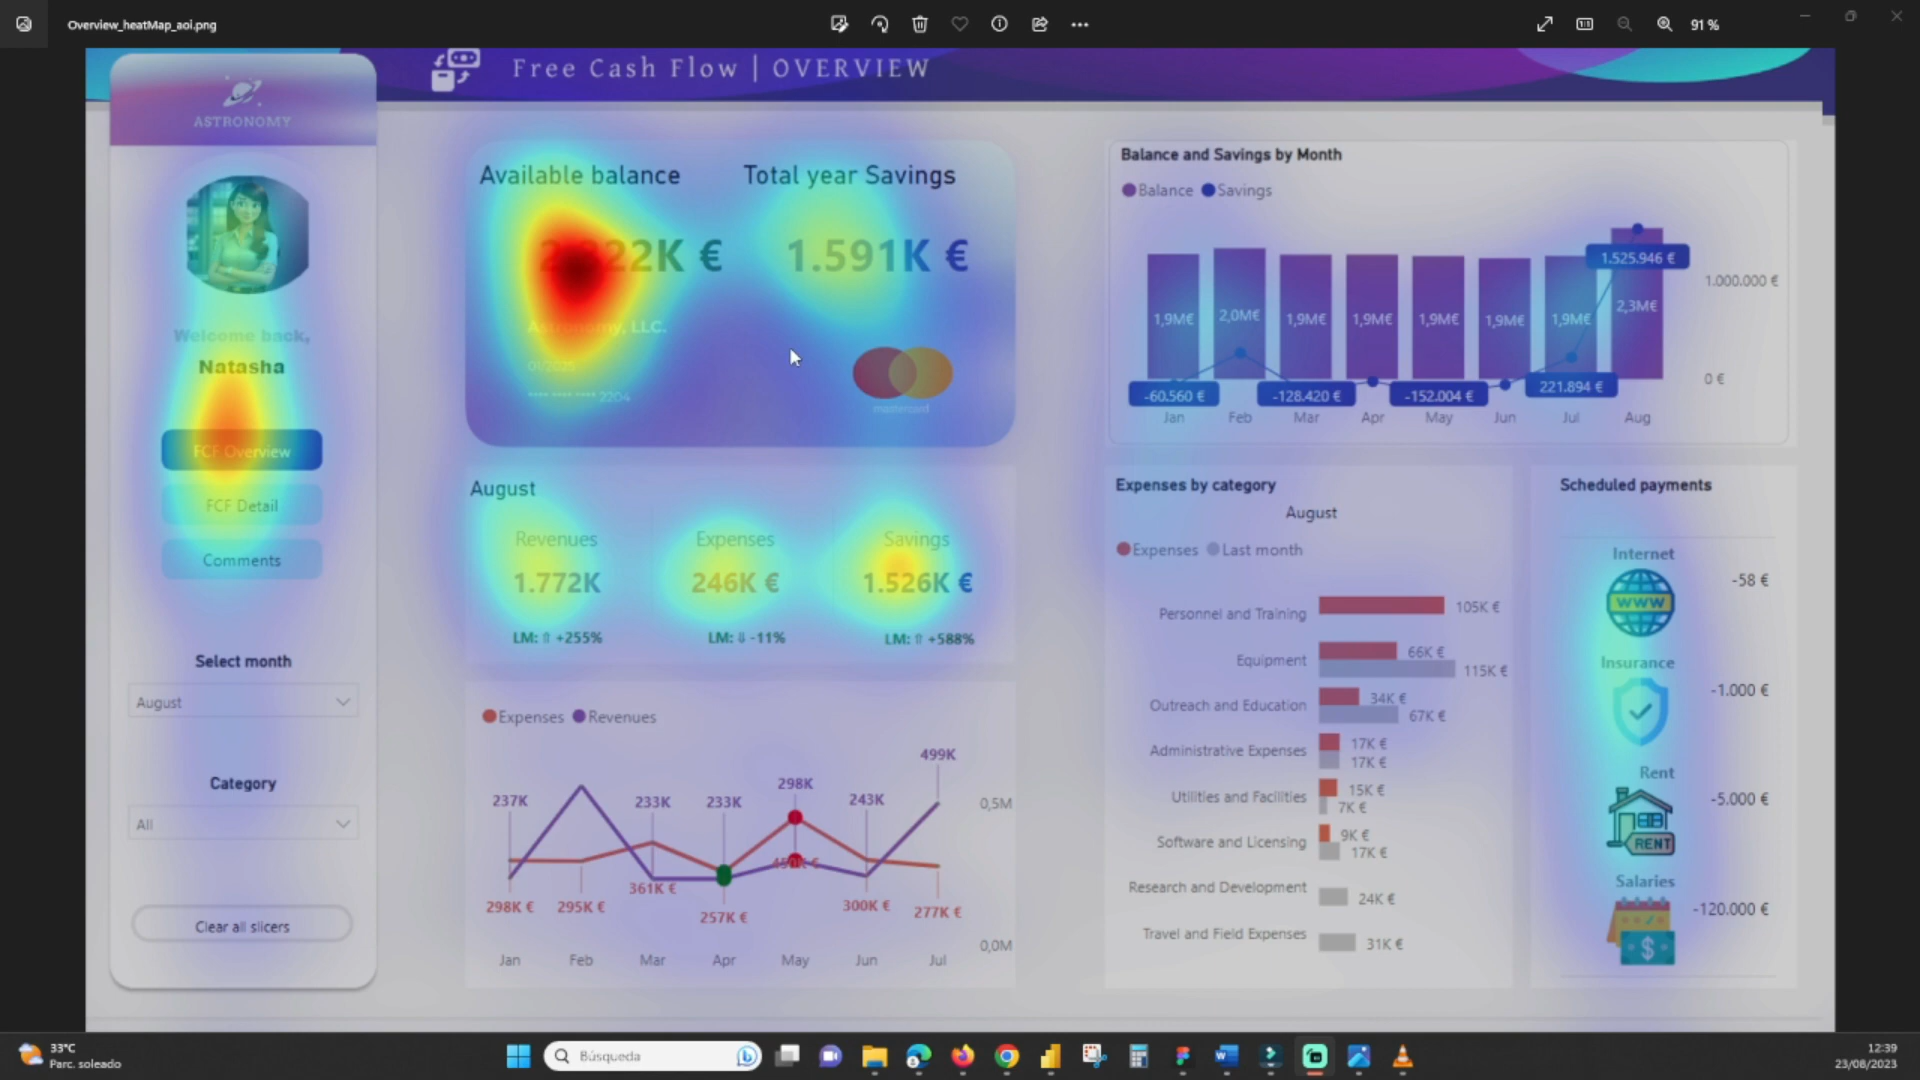 Overview_heatMap_aoi.png
91 %
Free Cash Flow | OVERVIEW
ASTRONOMY
Welcome back,
Natasha
FCF Overview
FCF Detail
Comments
Select month
August
Category
All
Clear all slicers
Available balance
Total year Savings
22K €
1.591K €
Astronomy, LLC.
01/2025
**** **** **** 2204
mastercard
August
Revenues
Expenses
Savings
1.772K
246K €
1.526K €
LM: ⇧ +255%
LM: ⇩ -11%
LM: ⇧ +588%
Expenses
Revenues
499K
298K
237K
233K
233K
243K
0,5M
361K €
298K €
295K €
257K €
300K €
277K €
0,0M
Jan
Feb
Mar
Apr
May
Jun
Jul
Balance and Savings by Month
Balance
Savings
1.525.946 €
1.000.000 €
1,9M€
2,0M€
1,9M€
1,9M€
1,9M€
1,9M€
1,9M€
2,3M€
0 €
-60.560 €
-128.420 €
-152.004 €
221.894 €
Jan
Feb
Mar
Apr
May
Jun
Jul
Aug
Expenses by category
August
Expenses
Last month
Personnel and Training
105K €
Equipment
66K €
115K €
Outreach and Education
34K €
67K €
Administrative Expenses
17K €
17K €
Utilities and Facilities
15K €
7K €
Software and Licensing
9K €
17K €
Research and Development
24K €
Travel and Field Expenses
31K €
Scheduled payments
Internet
WWW
-58 €
Insurance
-1.000 €
Rent
RENT
-5.000 €
Salaries
$
-120.000 €
33°C
Parc. soleado
Búsqueda
12:39
23/08/2023